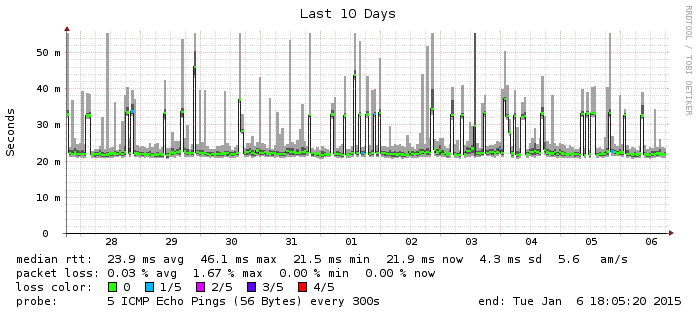 Last 10 Days
RRDTOOL / TOBI OETIKER
Seconds
50 m
40 m
30 m
20 m
10 m
0
28 29 30 31 01 02 03 04 05 06
median rtt: 23.9 ms avg 46.1 ms max 21.5 ms min 21.9 ms now 4.3 ms sd 5.6 am/s
packet loss: 0.03 % avg 1.67 % max 0.00 % min 0.00 % now
loss color: 0 1/5 2/5 3/5 4/5
probe: 5 ICMP Echo Pings (56 Bytes) every 300s end: Tue Jan 6 18:05:20 2015